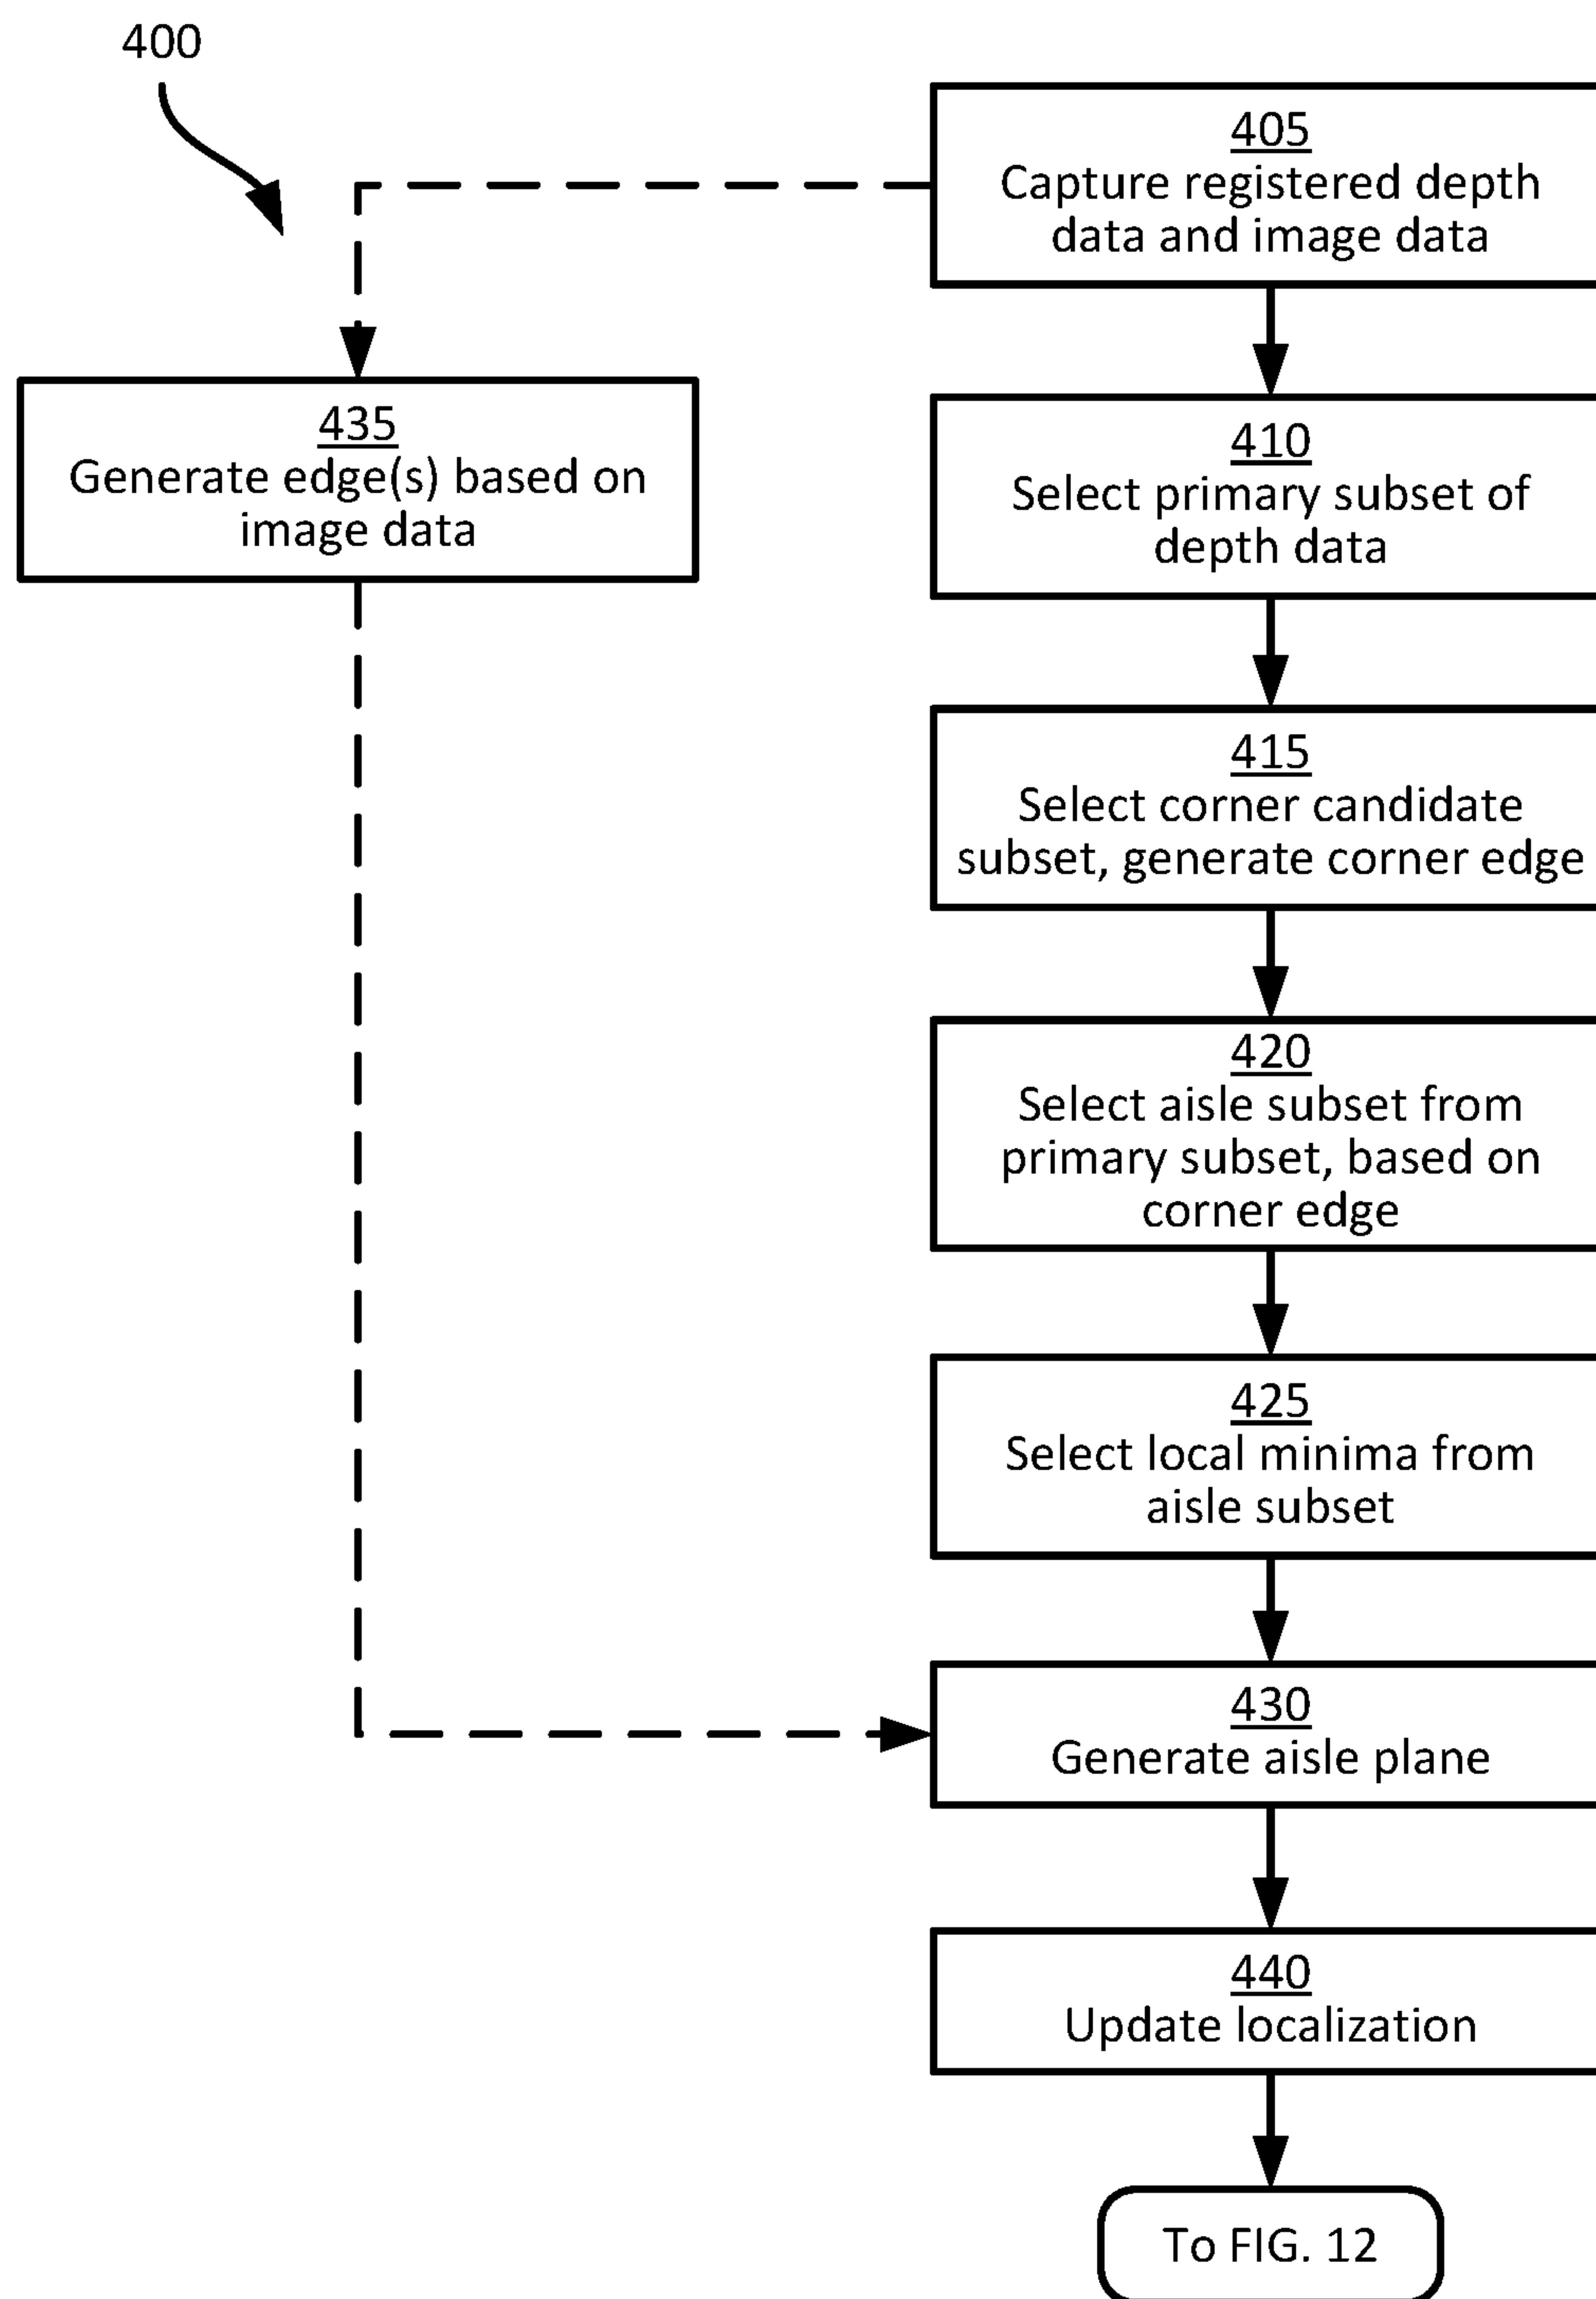 400
405
Capture registered depth
data and image data
435
Generate edge(s) based on
image data
410
Select primary subset of
depth data
415
Select corner candidate
subset, generate corner edge
420
Select aisle subset from
primary subset, based on
corner edge
425
Select local minima from
aisle subset
430
Generate aisle plane
440
Update localization
To FIG. 12